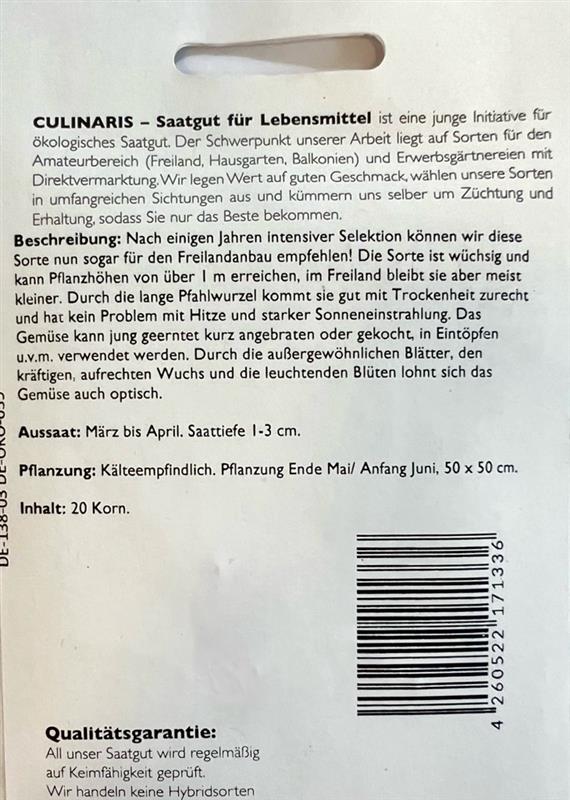 CULINARIS – Saatgut für Lebensmittel ist eine junge Initiative für
ökologisches Saatgut. Der Schwerpunkt unserer Arbeit liegt auf Sorten für den
Amateurbereich (Freiland, Hausgarten, Balkonien) und Erwerbsgärtnereien mit
Direktvermarktung. Wir legen Wert auf guten Geschmack, wählen unsere Sorten
in umfangreichen Sichtungen aus und kümmern uns selber um Züchtung und
Erhaltung, sodass Sie nur das Beste bekommen.
Beschreibung: Nach einigen Jahren intensiver Selektion können wir diese
Sorte nun sogar für den Freilandanbau empfehlen! Die Sorte ist wüchsig und
kann Pflanzhöhen von über 1 m erreichen, im Freiland bleibt sie aber meist
kleiner. Durch die lange Pfahlwurzel kommt sie gut mit Trockenheit zurecht
und hat kein Problem mit Hitze und starker Sonneneinstrahlung. Das
Gemüse kann jung geerntet kurz angebraten oder gekocht, in Eintöpfen
u.v.m. verwendet werden. Durch die außergewöhnlichen Blätter, den
kräftigen, aufrechten Wuchs und die leuchtenden Blüten lohnt sich das
Gemüse auch optisch.
Aussaat: März bis April. Saattiefe 1-3 cm.
Pflanzung: Kälteempfindlich. Pflanzung Ende Mai/ Anfang Juni, 50 x 50 cm.
Inhalt: 20 Korn.
4 260522 171336
Qualitätsgarantie:
All unser Saatgut wird regelmäßig
auf Keimfähigkeit geprüft.
Wir handeln keine Hybridsorten